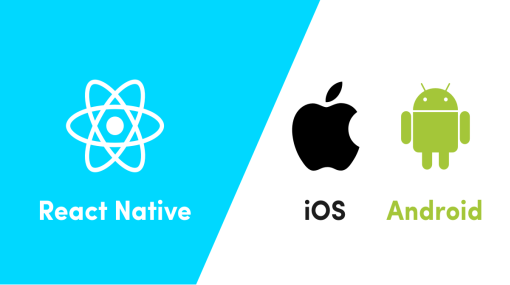 React Native
iOS
Android